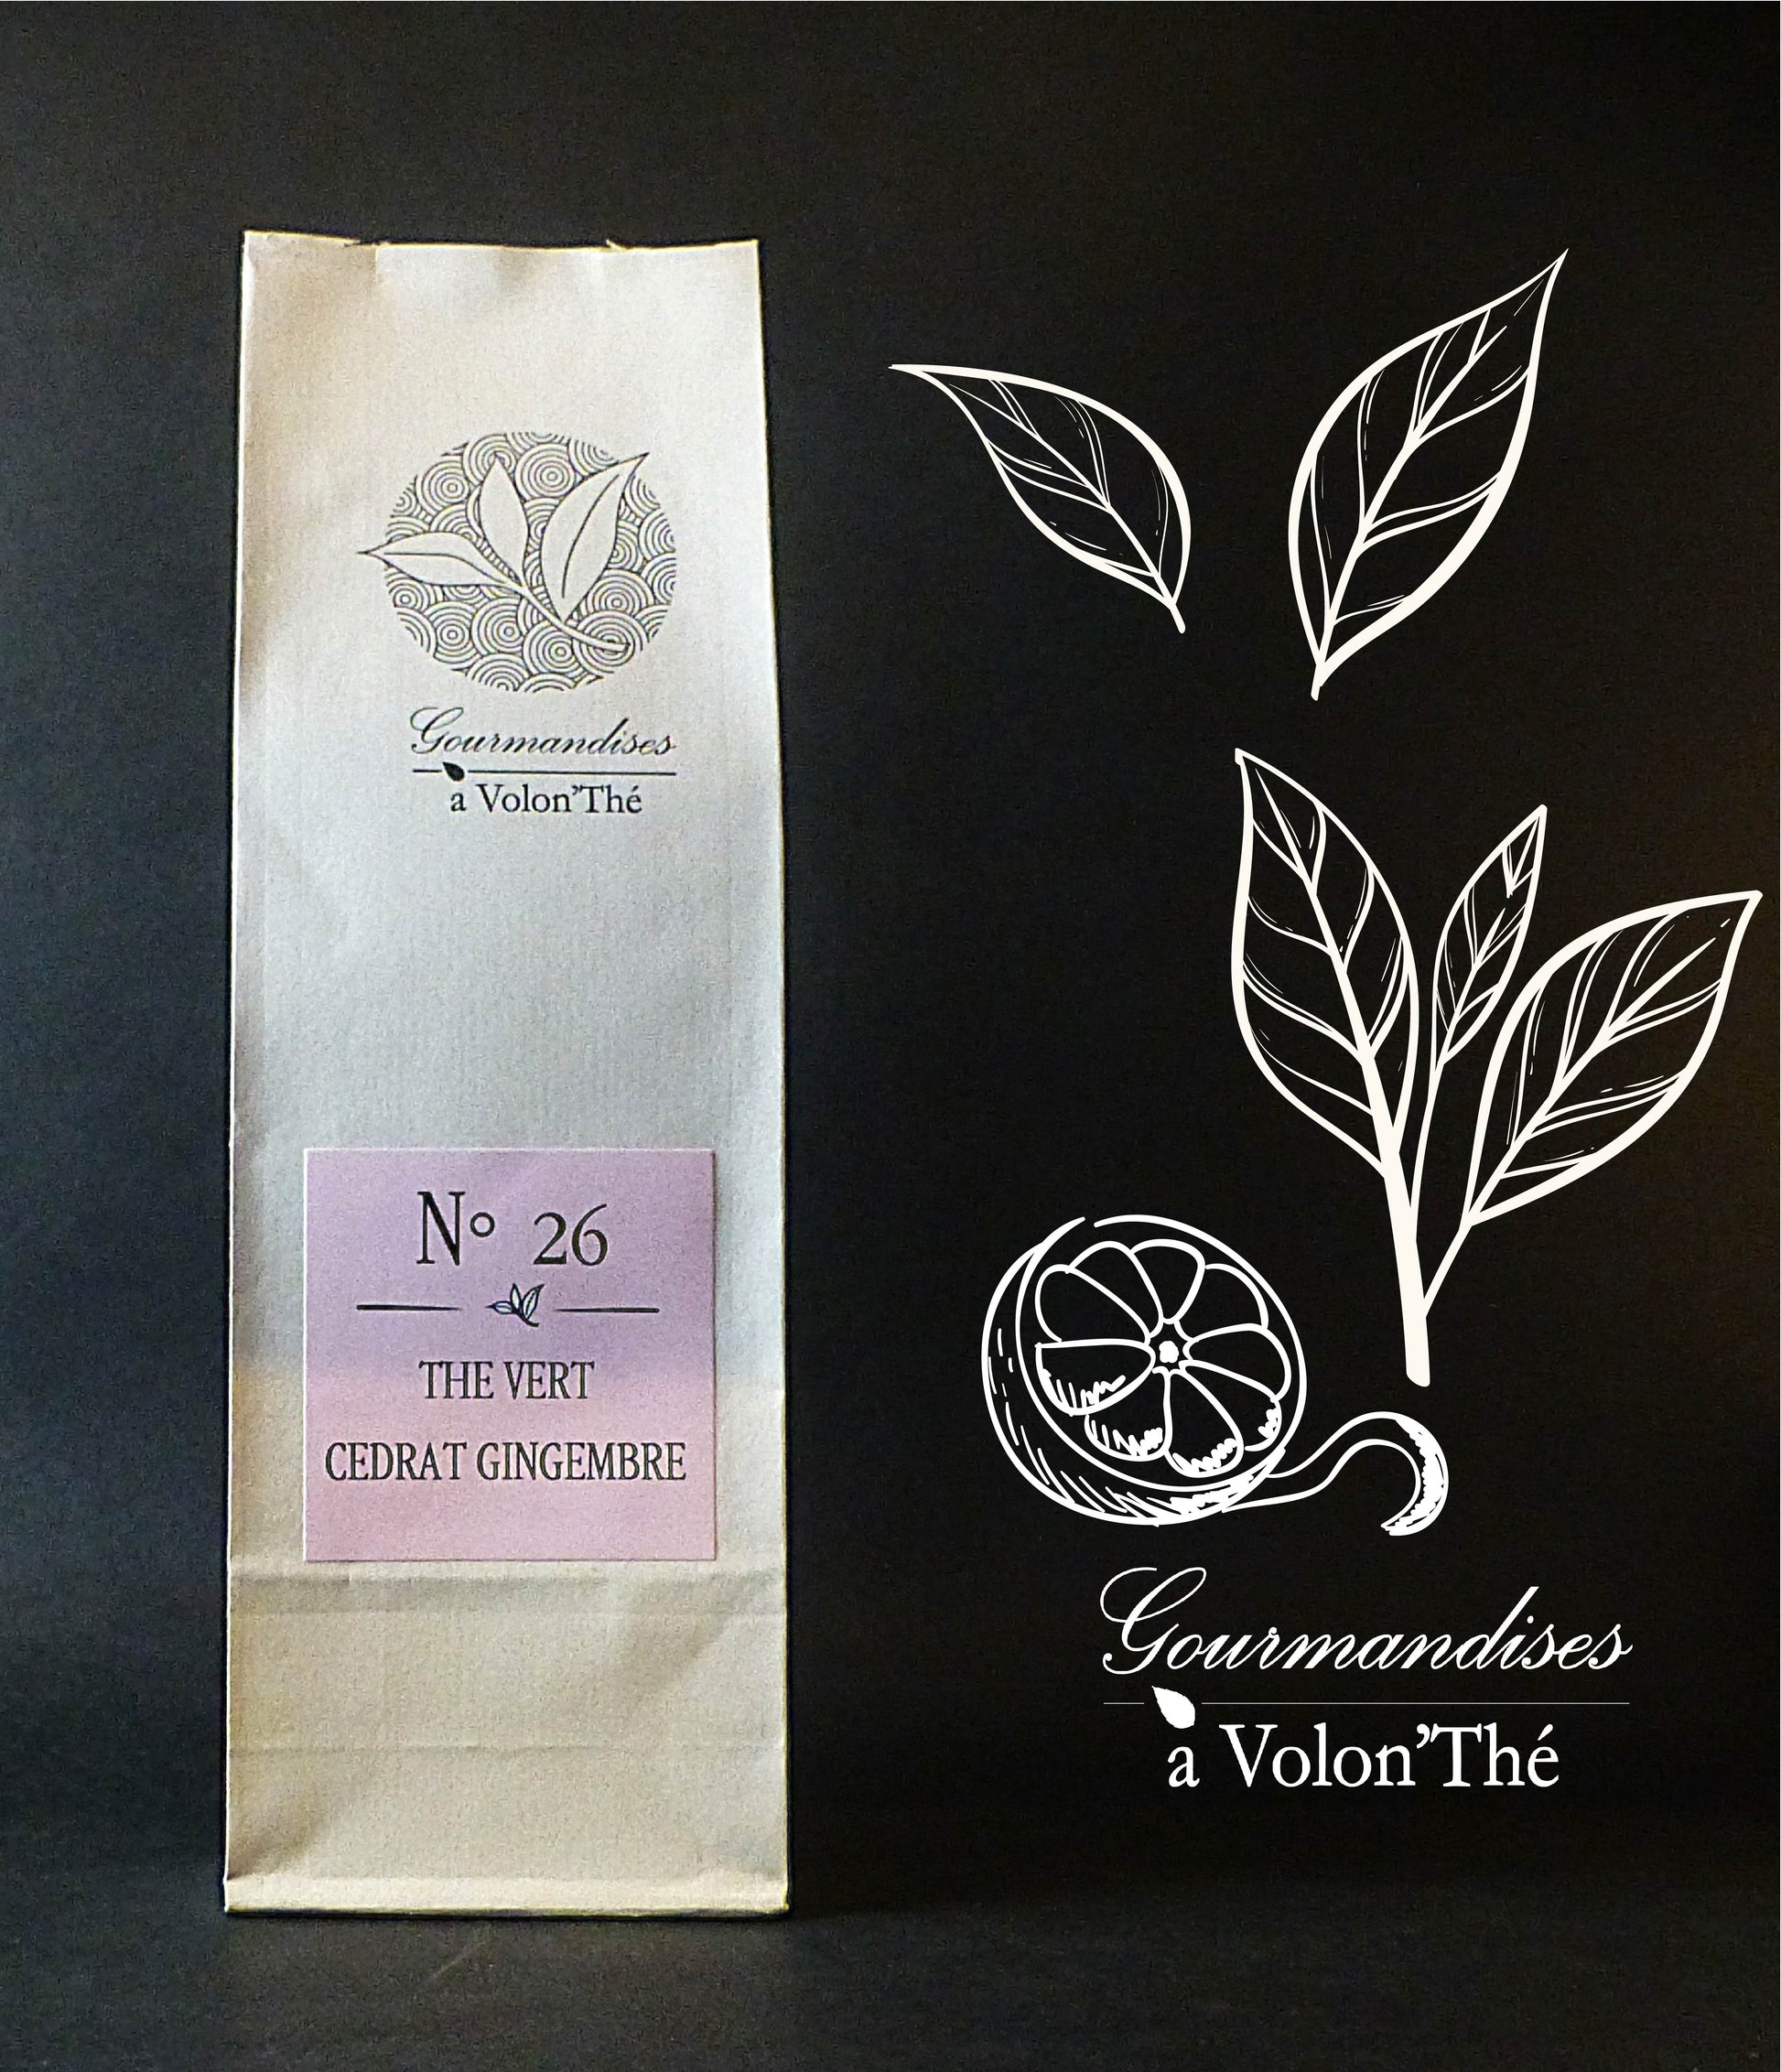 Gourmandises
a Volon’Thé
N° 26
THE VERT
CEDRAT GINGEMBRE
Gourmandises
a Volon’Thé